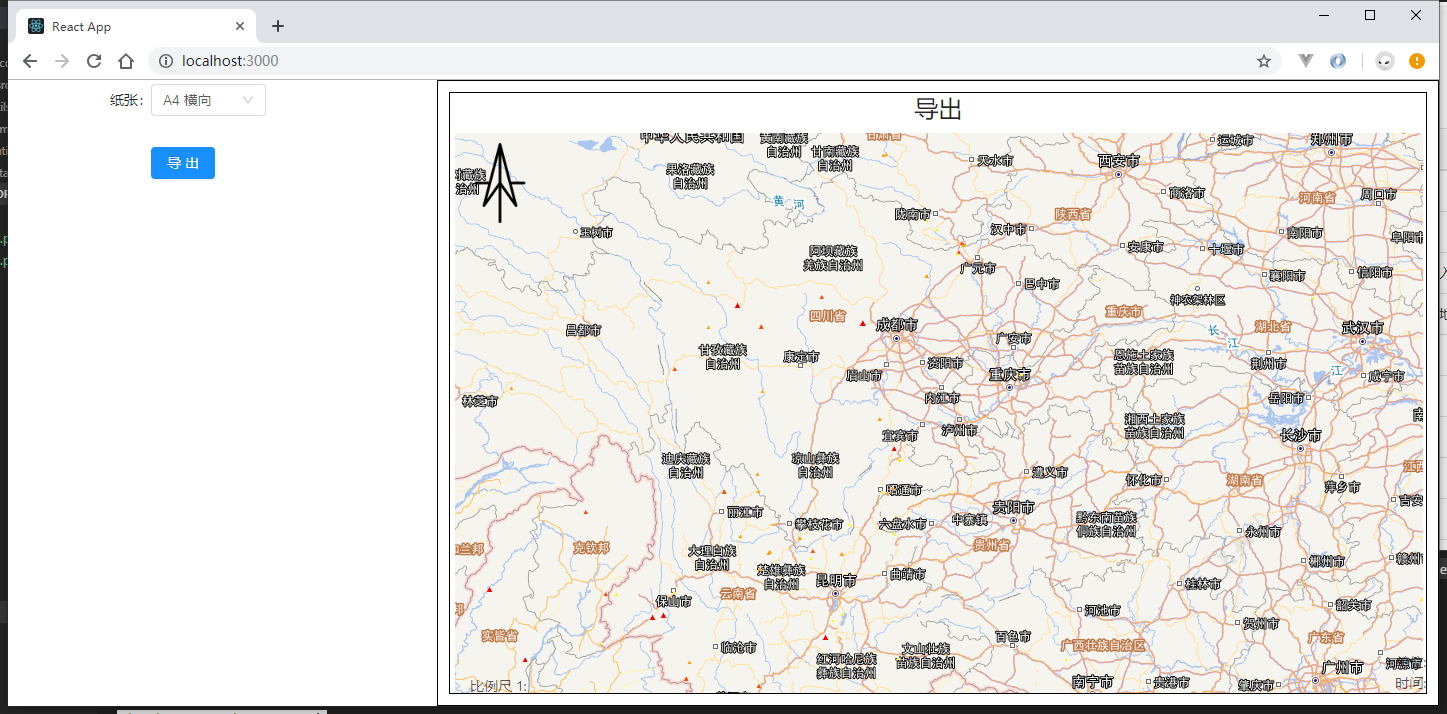 React App
localhost:3000
纸张:
A4 横向
导 出
导出
中华人民共和国
黄南藏族
自治州
甘南藏族
自治州
甘肃省
天水市
西安市
运城市
郑州市
果洛藏族
自治州
商洛市
河南省
周口市
黄 河
陇南市
陕西省
汉中市
玉树市
安康市
十堰市
南阳市
阜阳市
阿坝藏族
羌族自治州
广元市
巴中市
襄阳市
信阳市
神农架林区
四川省
成都市
重庆市
长 江
湖北省
武汉市
昌都市
广安市
甘孜藏族
自治州
康定市
资阳市
恩施土家族
苗族自治州
荆州市
眉山市
重庆市
江
咸宁市
林芝市
内江市
岳阳市
湘西土家族
苗族自治州
宜宾市
泸州市
长沙市
迪庆藏族
自治州
凉山彝族
自治州
遵义市
怀化市
湖南省
萍乡市
昭通市
丽江市
攀枝花市
六盘水市
中寨镇
贵阳市
黔东南苗族
侗族自治州
永州市
贵州省
克钦邦
大理白族
自治州
楚雄彝族
自治州
昆明市
曲靖市
郴州市
赣州
桂林市
云南省
保山市
河池市
韶关市
贺州市
实皆省
临沧市
百色市
广西壮族自治区
广东省
红河哈尼族
彝族自治州
文山壮族
苗族自治州
广州市
河源市
南宁市
贵港市
肇庆市
比例尺 1:
时间: